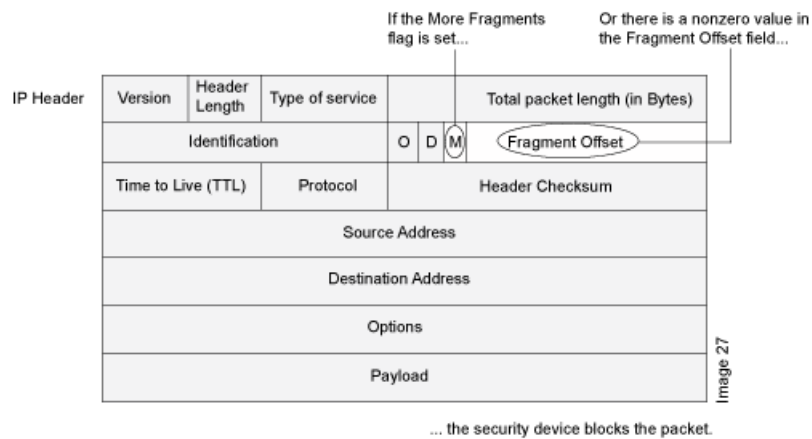 If the More Fragments
flag is set...
Or there is a nonzero value in
the Fragment Offset field...
IP Header
Version
Header
Length
Type of service
Total packet length (in Bytes)
Identification
O
D
M
Fragment Offset
Time to Live (TTL)
Protocol
Header Checksum
Source Address
Destination Address
Options
Payload
Image 27
... the security device blocks the packet.